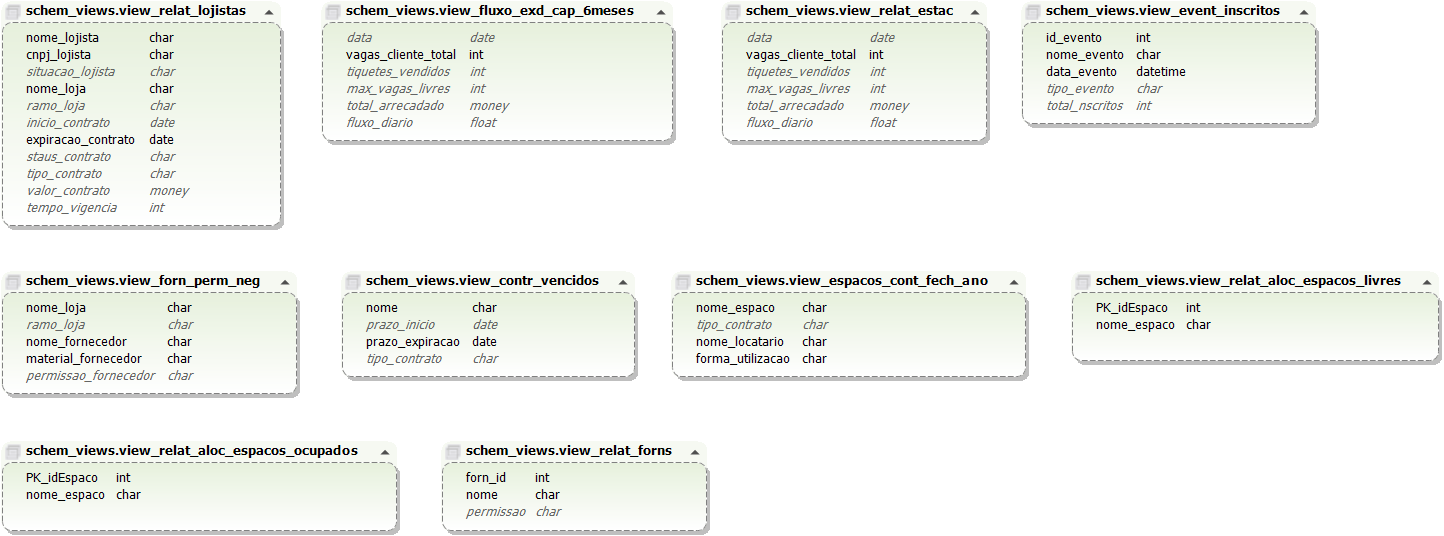 schem_views.view_relat_lojistas
nome_lojista char
cnpj_lojista char
situacao_lojista char
nome_loja char
ramo_loja char
inicio_contrato date
expiracao_contrato date
staus_contrato char
tipo_contrato char
valor_contrato money
tempo_vigencia int
schem_views.view_fluxo_exd_cap_6meses
data date
vagas_cliente_total int
tiquetes_vendidos int
max_vagas_livres int
total_arrecadado money
fluxo_diario float
schem_views.view_relat_estac
data date
vagas_cliente_total int
tiquetes_vendidos int
max_vagas_livres int
total_arrecadado money
fluxo_diario float
schem_views.view_event_inscritos
id_evento int
nome_evento char
data_evento datetime
tipo_evento char
total_nscritos int
schem_views.view_forn_perm_neg
nome_loja char
ramo_loja char
nome_fornecedor char
material_fornecedor char
permissao_fornecedor char
schem_views.view_contr_vencidos
nome char
prazo_inicio date
prazo_expiracao date
tipo_contrato char
schem_views.view_espacos_cont_fech_ano
nome_espaco char
tipo_contrato char
nome_locatario char
forma_utilizacao char
schem_views.view_relat_aloc_espacos_livres
PK_idEspaco int
nome_espaco char
schem_views.view_relat_aloc_espacos_ocupados
PK_idEspaco int
nome_espaco char
schem_views.view_relat_forns
forn_id int
nome char
permissao char